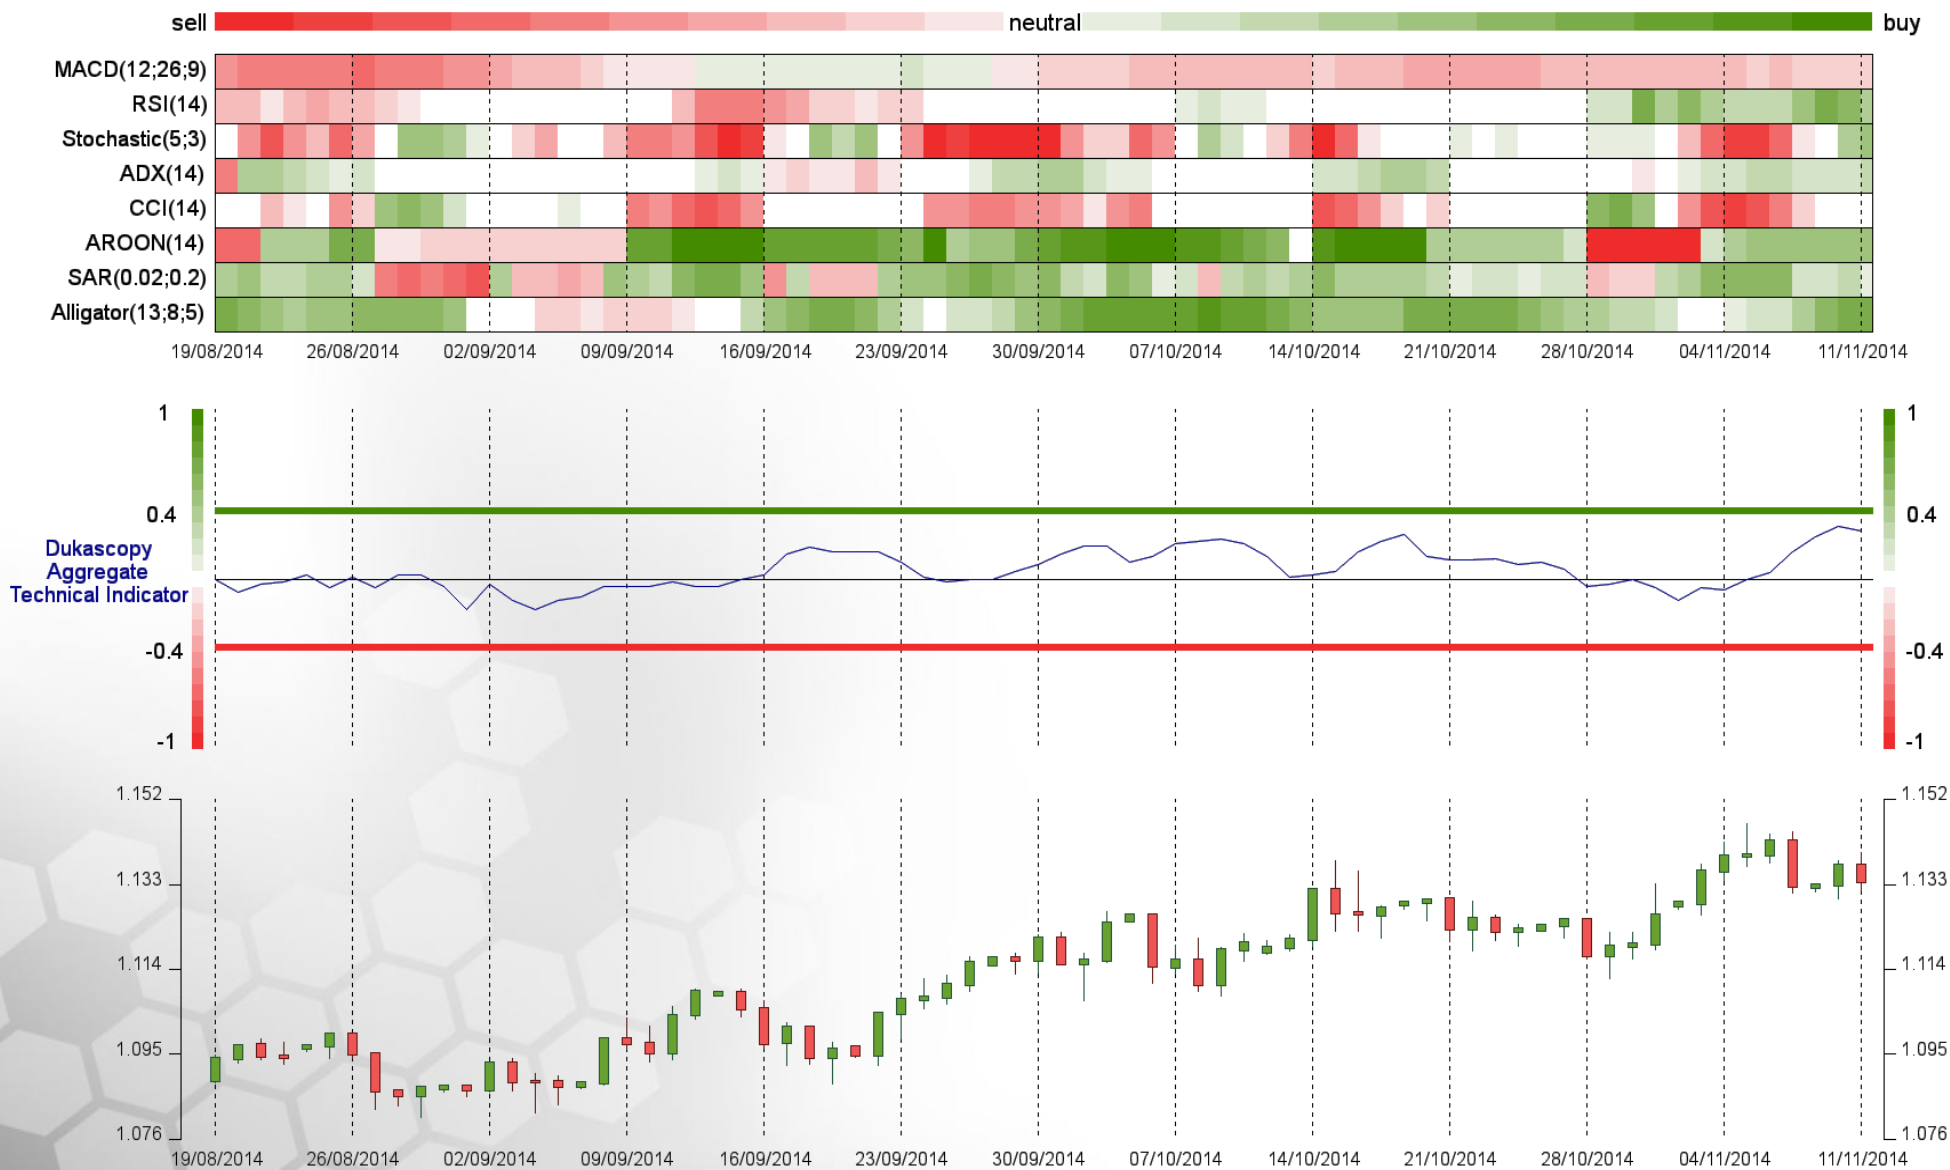 sell neutral buy
MACD(12;26;9)
RSI(14)
Stochastic(5;3)
ADX(14)
CCI(14)
AROON(14)
SAR(0.02;0.2)
Alligator(13;8;5)
19/08/2014 26/08/2014 02/09/2014 09/09/2014 16/09/2014 23/09/2014 30/09/2014 07/10/2014 14/10/2014 21/10/2014 28/10/2014 04/11/2014 11/11/2014
1 1
0.4 0.4
Dukascopy
Aggregate
Technical Indicator
-0.4 -0.4
-1 -1
1.152 1.152
1.133 1.133
1.114 1.114
1.095 1.095
1.076 1.076
19/08/2014 26/08/2014 02/09/2014 09/09/2014 16/09/2014 23/09/2014 30/09/2014 07/10/2014 14/10/2014 21/10/2014 28/10/2014 04/11/2014 11/11/2014